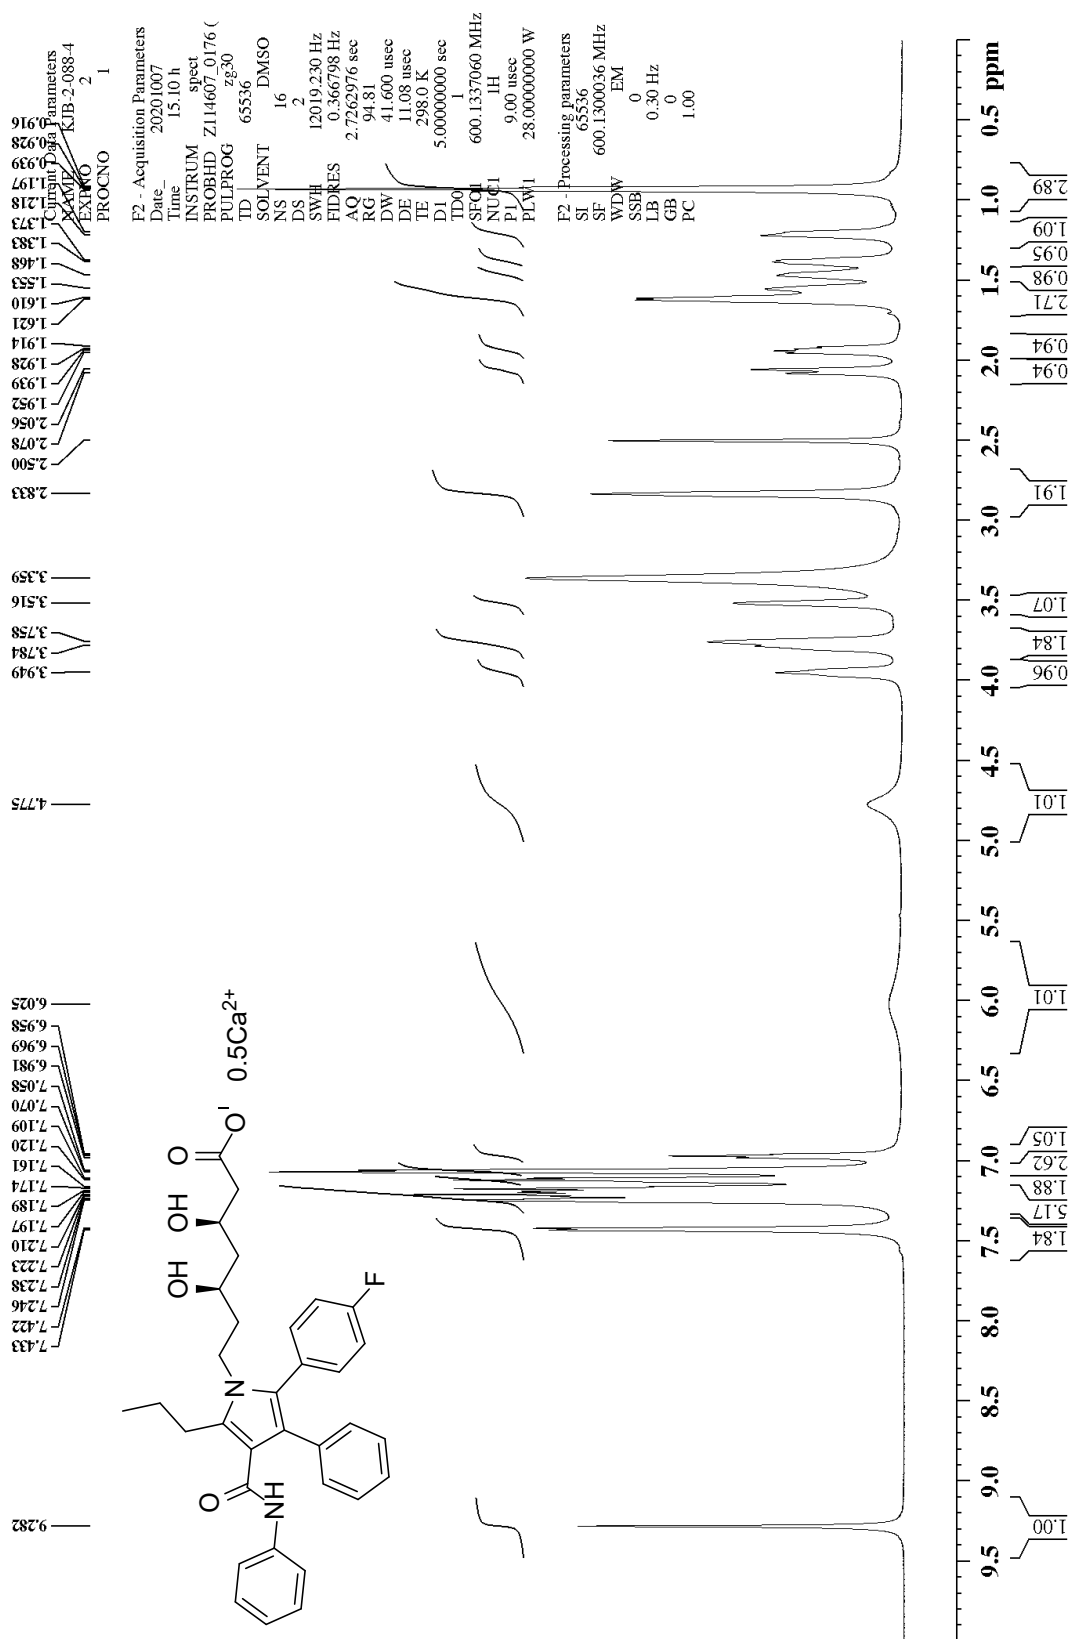 9.282
7.433
7.422
7.246
7.238
7.223
7.210
7.197
7.189
7.174
7.161
7.120
7.109
7.070
7.058
6.981
6.969
6.958
6.025
4.775
3.949
3.784
3.758
3.516
3.359
2.833
2.500
2.078
2.056
1.952
1.939
1.928
1.914
1.621
1.610
1.553
1.468
1.383
1.373
1.218
1.197
0.939
0.928
0.916
Current Data Parameters
NAME KJB-2-088-4
EXPNO 2
PROCNO 1
F2 - Acquisition Parameters
Date_ 20201007
Time 15.10 h
INSTRUM spect
PROBHD Z114607_0176 (
PULPROG zg30
TD 65536
SOLVENT DMSO
NS 16
DS 2
SWH 12019.230 Hz
FIDRES 0.366798 Hz
AQ 2.7262976 sec
RG 94.81
DW 41.600 usec
DE 11.08 usec
TE 298.0 K
D1 5.00000000 sec
TD0 1
SFO1 600.1337060 MHz
NUC1 1H
P1 9.00 usec
PLW1 28.00000000 W
F2 - Processing parameters
SI 65536
SF 600.1300036 MHz
WDW EM
SSB 0
LB 0.30 Hz
GB 0
PC 1.00
O
NH
N
F
OH
OH
O
O-
0.5Ca2+
9.5 9.0 8.5 8.0 7.5 7.0 6.5 6.0 5.5 5.0 4.5 4.0 3.5 3.0 2.5 2.0 1.5 1.0 0.5 ppm
1.00
1.84
5.17
1.88
2.62
1.05
1.01
1.01
0.96
1.84
1.07
1.91
0.94
0.94
2.71
0.98
0.95
1.09
2.89